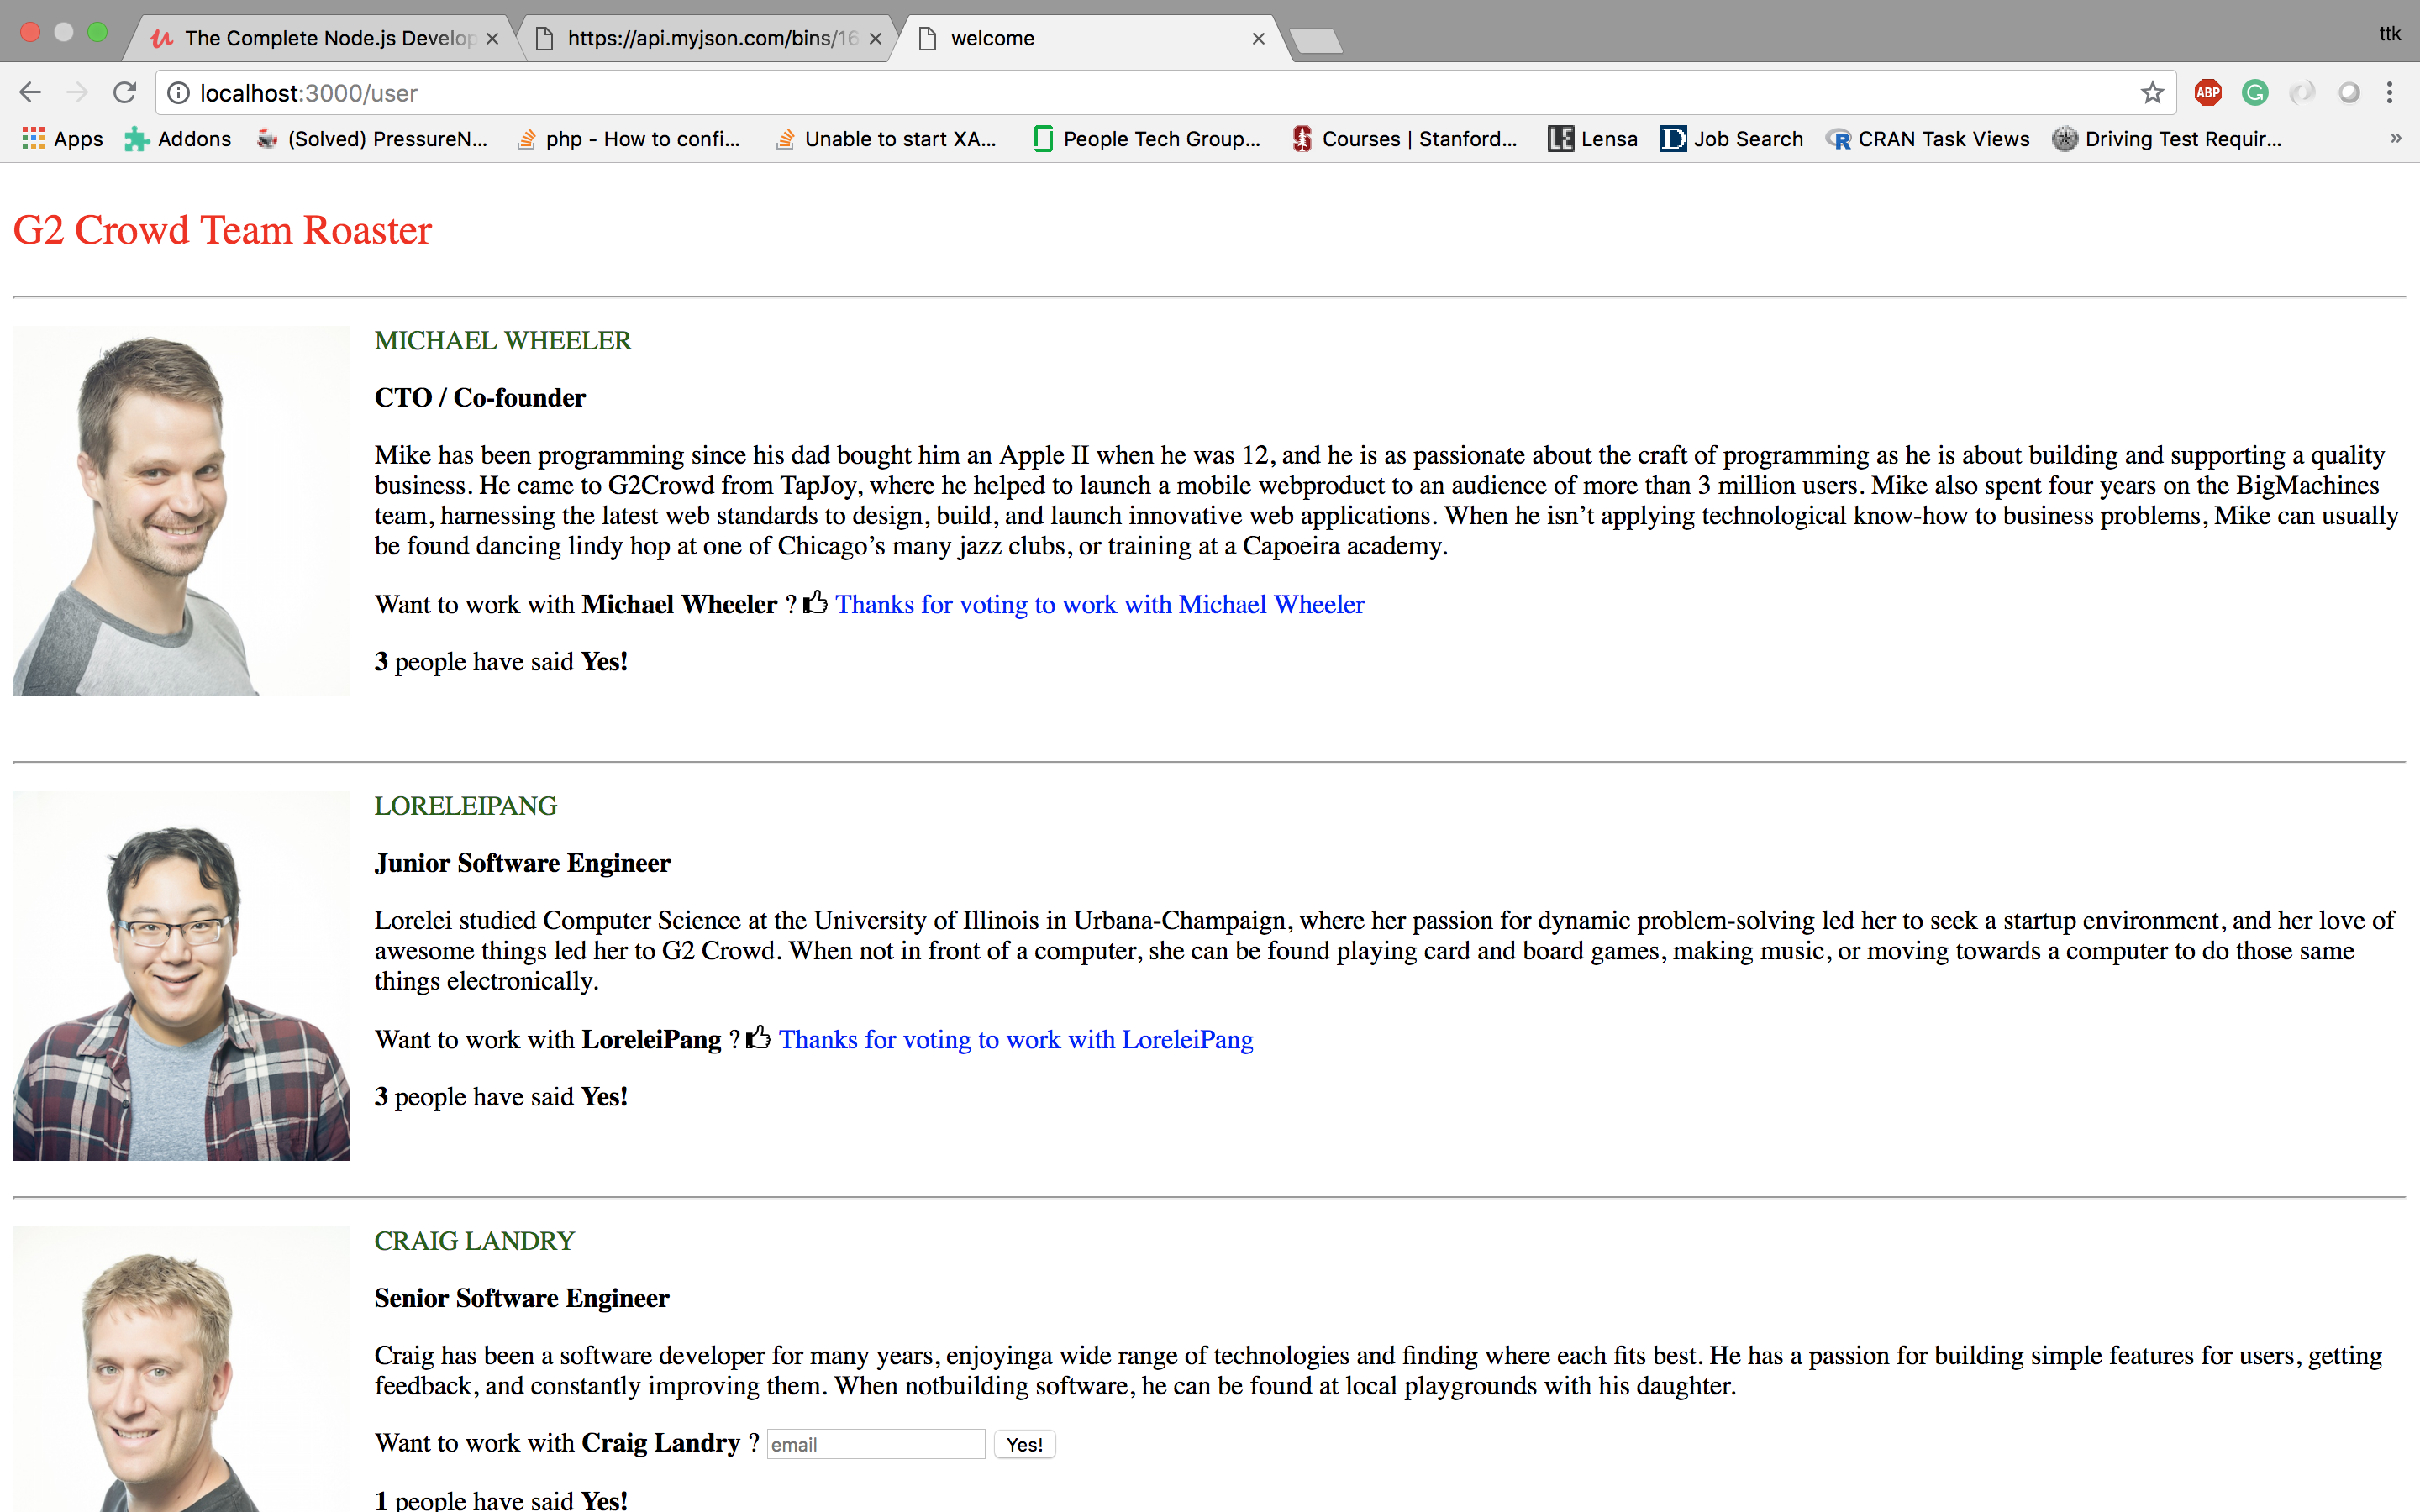 The Complete Node.js Develop
https://api.myjson.com/bins/16
welcome
ttk
localhost:3000/user
ABP
Apps
Addons
(Solved) PressureN...
php - How to confi...
Unable to start XA...
People Tech Group...
Courses | Stanford...
LE Lensa
D Job Search
CRAN Task Views
Driving Test Requir...
»
G2 Crowd Team Roaster
MICHAEL WHEELER
CTO / Co-founder
Mike has been programming since his dad bought him an Apple II when he was 12, and he is as passionate about the craft of programming as he is about building and supporting a quality
business. He came to G2Crowd from TapJoy, where he helped to launch a mobile webproduct to an audience of more than 3 million users. Mike also spent four years on the BigMachines
team, harnessing the latest web standards to design, build, and launch innovative web applications. When he isn’t applying technological know-how to business problems, Mike can usually
be found dancing lindy hop at one of Chicago’s many jazz clubs, or training at a Capoeira academy.
Want to work with Michael Wheeler ? Thanks for voting to work with Michael Wheeler
3 people have said Yes!
LORELEIPANG
Junior Software Engineer
Lorelei studied Computer Science at the University of Illinois in Urbana-Champaign, where her passion for dynamic problem-solving led her to seek a startup environment, and her love of
awesome things led her to G2 Crowd. When not in front of a computer, she can be found playing card and board games, making music, or moving towards a computer to do those same
things electronically.
Want to work with LoreleiPang ? Thanks for voting to work with LoreleiPang
3 people have said Yes!
CRAIG LANDRY
Senior Software Engineer
Craig has been a software developer for many years, enjoyinga wide range of technologies and finding where each fits best. He has a passion for building simple features for users, getting
feedback, and constantly improving them. When notbuilding software, he can be found at local playgrounds with his daughter.
Want to work with Craig Landry ? email Yes!
1 people have said Yes!